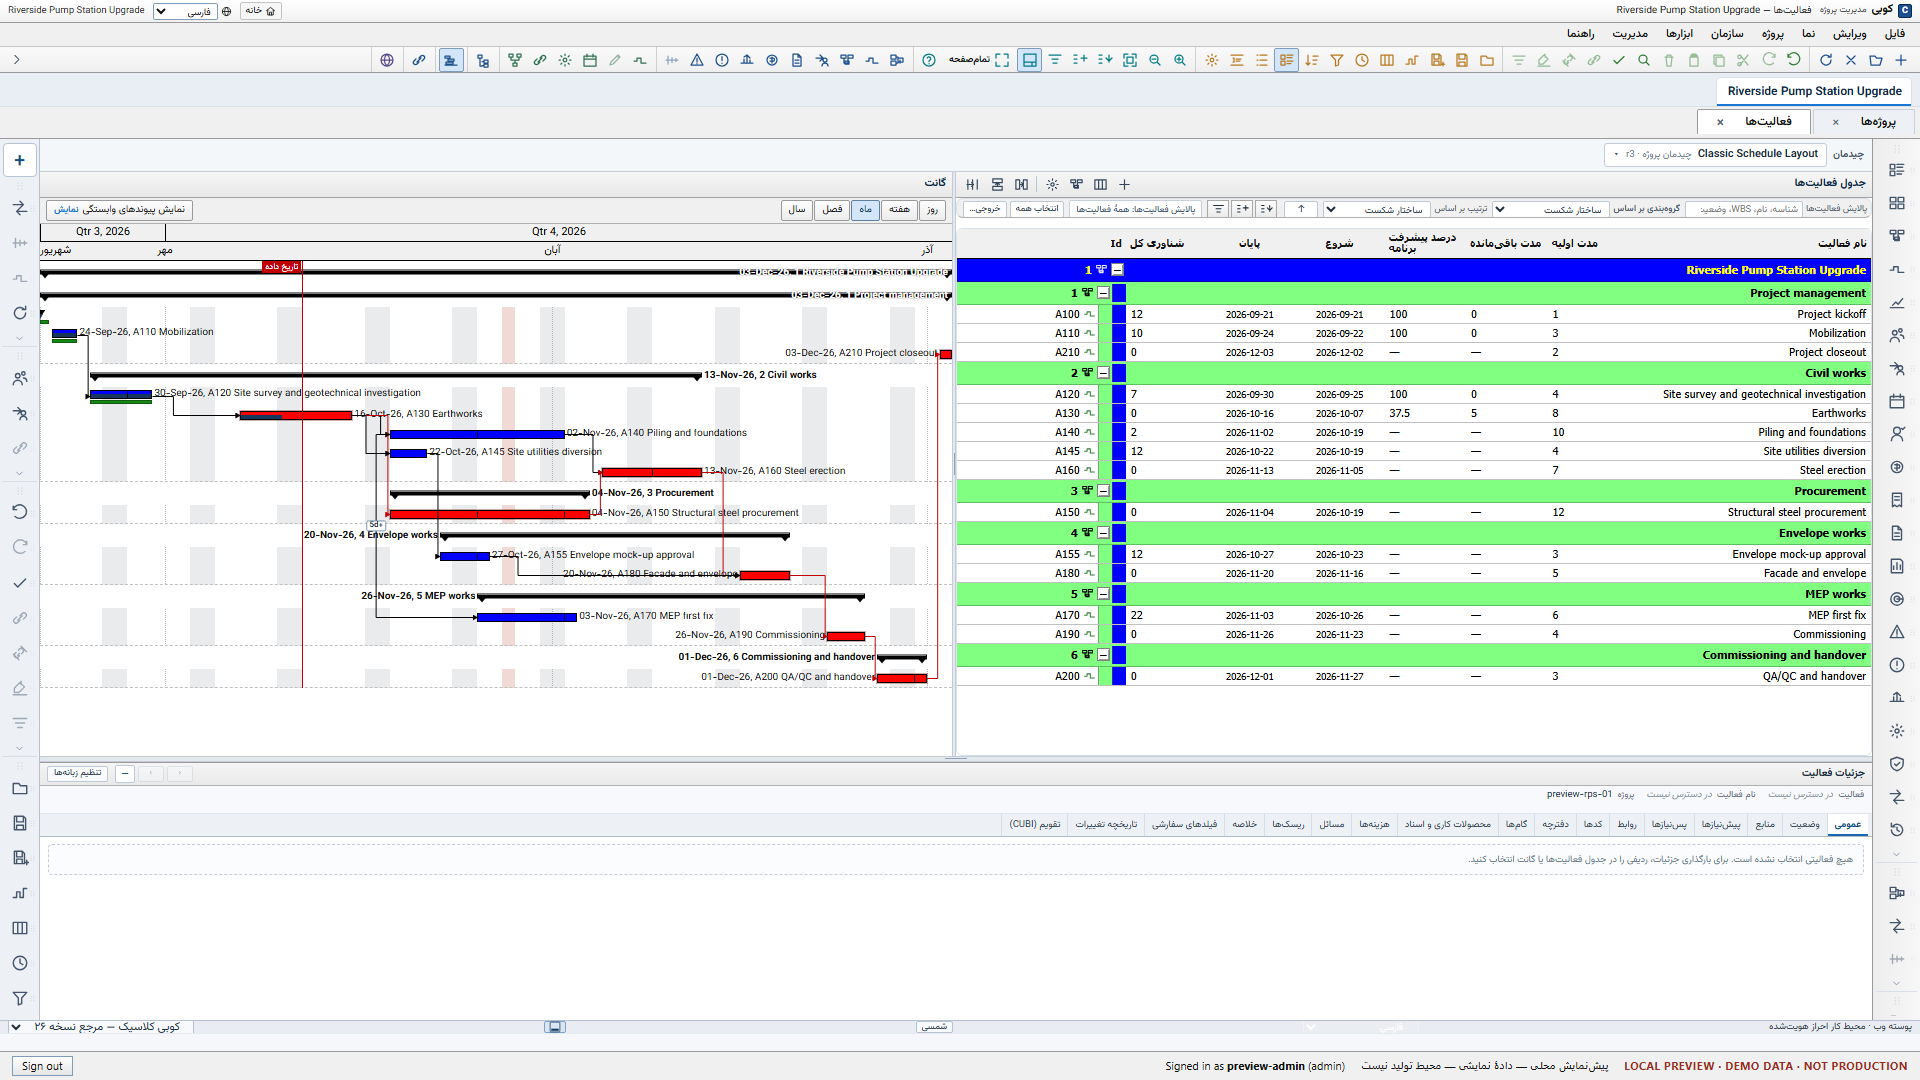 کوبی مدیریت پروژه فعالیت‌ها — Riverside Pump Station Upgrade
خانه
فارسی
Riverside Pump Station Upgrade
فایل ویرایش نما پروژه سازمان ابزارها مدیریت راهنما
تمام‌صفحه
Riverside Pump Station Upgrade
پروژه‌ها ×
فعالیت‌ها ×
چیدمان Classic Schedule Layout چیدمان پروژه · r3
جدول فعالیت‌ها
پالایش فعالیت‌ها شناسه، نام، WBS، وضعیت گروه‌بندی بر اساس ساختار شکست ترتیب بر اساس ساختار شکست پالایش فعالیت‌ها: همهٔ فعالیت‌ها انتخاب همه خروجی...
نام فعالیت مدت اولیه مدت باقی‌مانده درصد پیشرفت برنامه شروع پایان شناوری کل Id
Riverside Pump Station Upgrade 1
Project management 1
Project kickoff 1 0 100 2026-09-21 2026-09-21 12 A100
Mobilization 3 0 100 2026-09-22 2026-09-24 10 A110
Project closeout 2 — — 2026-12-02 2026-12-03 0 A210
Civil works 2
Site survey and geotechnical investigation 4 0 100 2026-09-25 2026-09-30 7 A120
Earthworks 8 5 37.5 2026-10-07 2026-10-16 0 A130
Piling and foundations 10 — — 2026-10-19 2026-11-02 2 A140
Site utilities diversion 4 — — 2026-10-19 2026-10-22 12 A145
Steel erection 7 — — 2026-11-05 2026-11-13 0 A160
Procurement 3
Structural steel procurement 12 — — 2026-10-19 2026-11-04 0 A150
Envelope works 4
Envelope mock-up approval 3 — — 2026-10-23 2026-10-27 12 A155
Facade and envelope 5 — — 2026-11-16 2026-11-20 0 A180
MEP works 5
MEP first fix 6 — — 2026-10-26 2026-11-03 22 A170
Commissioning 4 — — 2026-11-23 2026-11-26 0 A190
Commissioning and handover 6
QA/QC and handover 3 — — 2026-11-27 2026-12-01 0 A200
گانت
روز هفته ماه فصل سال
نمایش پیوندهای وابستگی نمایش
Qtr 3, 2026 Qtr 4, 2026
شهریور مهر آبان آذر
تاریخ داده
03-Dec-26, 1 Riverside Pump Station Upgrade
03-Dec-26, 1 Project management
24-Sep-26, A110 Mobilization
03-Dec-26, A210 Project closeout
13-Nov-26, 2 Civil works
30-Sep-26, A120 Site survey and geotechnical investigation
16-Oct-26, A130 Earthworks
02-Nov-26, A140 Piling and foundations
22-Oct-26, A145 Site utilities diversion
13-Nov-26, A160 Steel erection
04-Nov-26, 3 Procurement
04-Nov-26, A150 Structural steel procurement
5d+
20-Nov-26, 4 Envelope works
27-Oct-26, A155 Envelope mock-up approval
20-Nov-26, A180 Facade and envelope
26-Nov-26, 5 MEP works
03-Nov-26, A170 MEP first fix
26-Nov-26, A190 Commissioning
01-Dec-26, 6 Commissioning and handover
01-Dec-26, A200 QA/QC and handover
جزئیات فعالیت
تنظیم زبانه‌ها
فعالیت در دسترس نیست نام فعالیت در دسترس نیست پروژه preview-rps-01
عمومی وضعیت منابع پیش‌نیازها پس‌نیازها روابط کدها دفترچه گام‌ها محصولات کاری و اسناد هزینه‌ها مسائل ریسک‌ها خلاصه فیلدهای سفارشی تاریخچه تغییرات تقویم (CUBI)
هیچ فعالیتی انتخاب نشده است. برای بارگذاری جزئیات، ردیفی را در جدول فعالیت‌ها یا گانت انتخاب کنید.
پوسته وب · محیط کار احراز هویت‌شده
فارسی
شمسی
کوبی کلاسیک — مرجع نسخه ۲۶
LOCAL PREVIEW · DEMO DATA · NOT PRODUCTION
پیش‌نمایش محلی — دادهٔ نمایشی — محیط تولید نیست
Signed in as preview-admin (admin)
Sign out